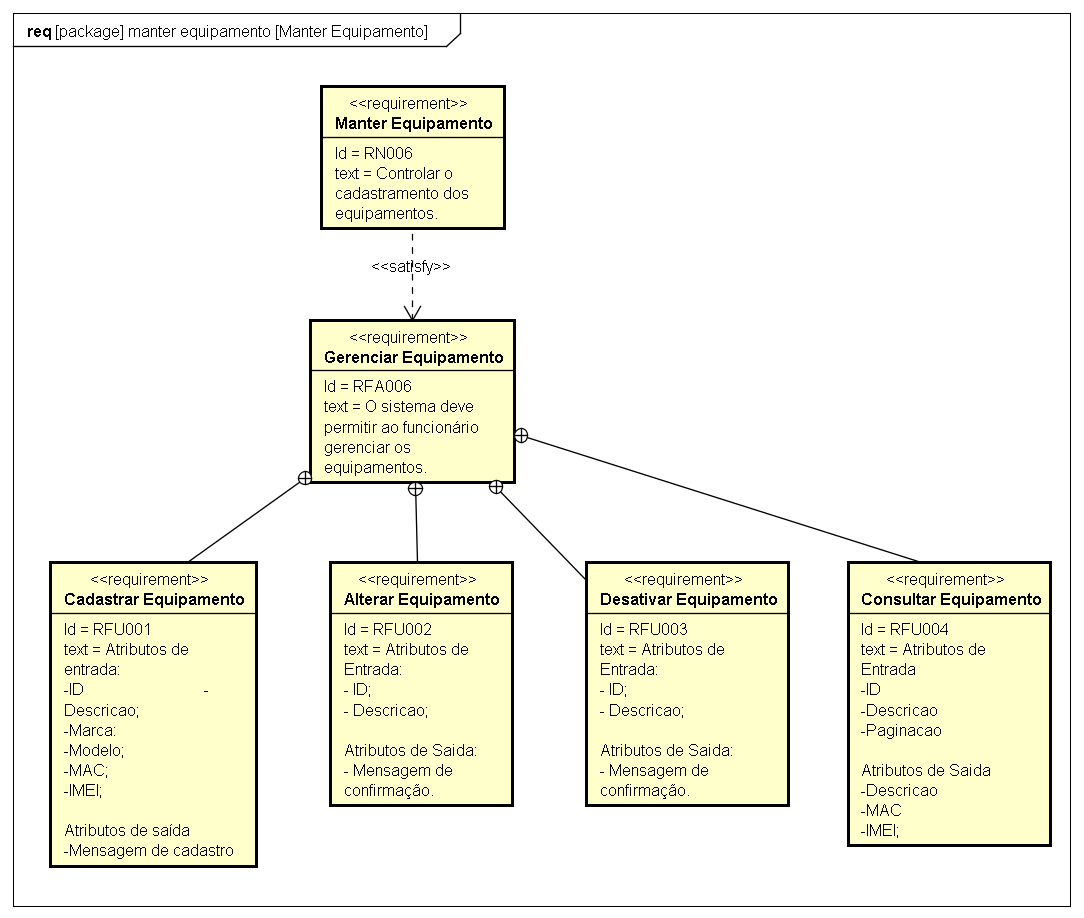 req [package] manter equipamento [Manter Equipamento]
<<requirement>>
Manter Equipamento
Id = RN006
text = Controlar o
cadastramento dos
equipamentos.
<<satisfy>>
<<requirement>>
Gerenciar Equipamento
Id = RFA006
text = O sistema deve
permitir ao funcionário
gerenciar os
equipamentos.
<<requirement>>
Cadastrar Equipamento
Id = RFU001
text = Atributos de
entrada:
-ID -
Descricao;
-Marca:
-Modelo;
-MAC;
-IMEI;
Atributos de saída
-Mensagem de cadastro
<<requirement>>
Alterar Equipamento
Id = RFU002
text = Atributos de
Entrada:
- ID;
- Descricao;
Atributos de Saida:
- Mensagem de
confirmação.
<<requirement>>
Desativar Equipamento
Id = RFU003
text = Atributos de
Entrada:
- ID;
- Descricao;
Atributos de Saida:
- Mensagem de
confirmação.
<<requirement>>
Consultar Equipamento
Id = RFU004
text = Atributos de
Entrada
-ID
-Descricao
-Paginacao
Atributos de Saida
-Descricao
-MAC
-IMEI;